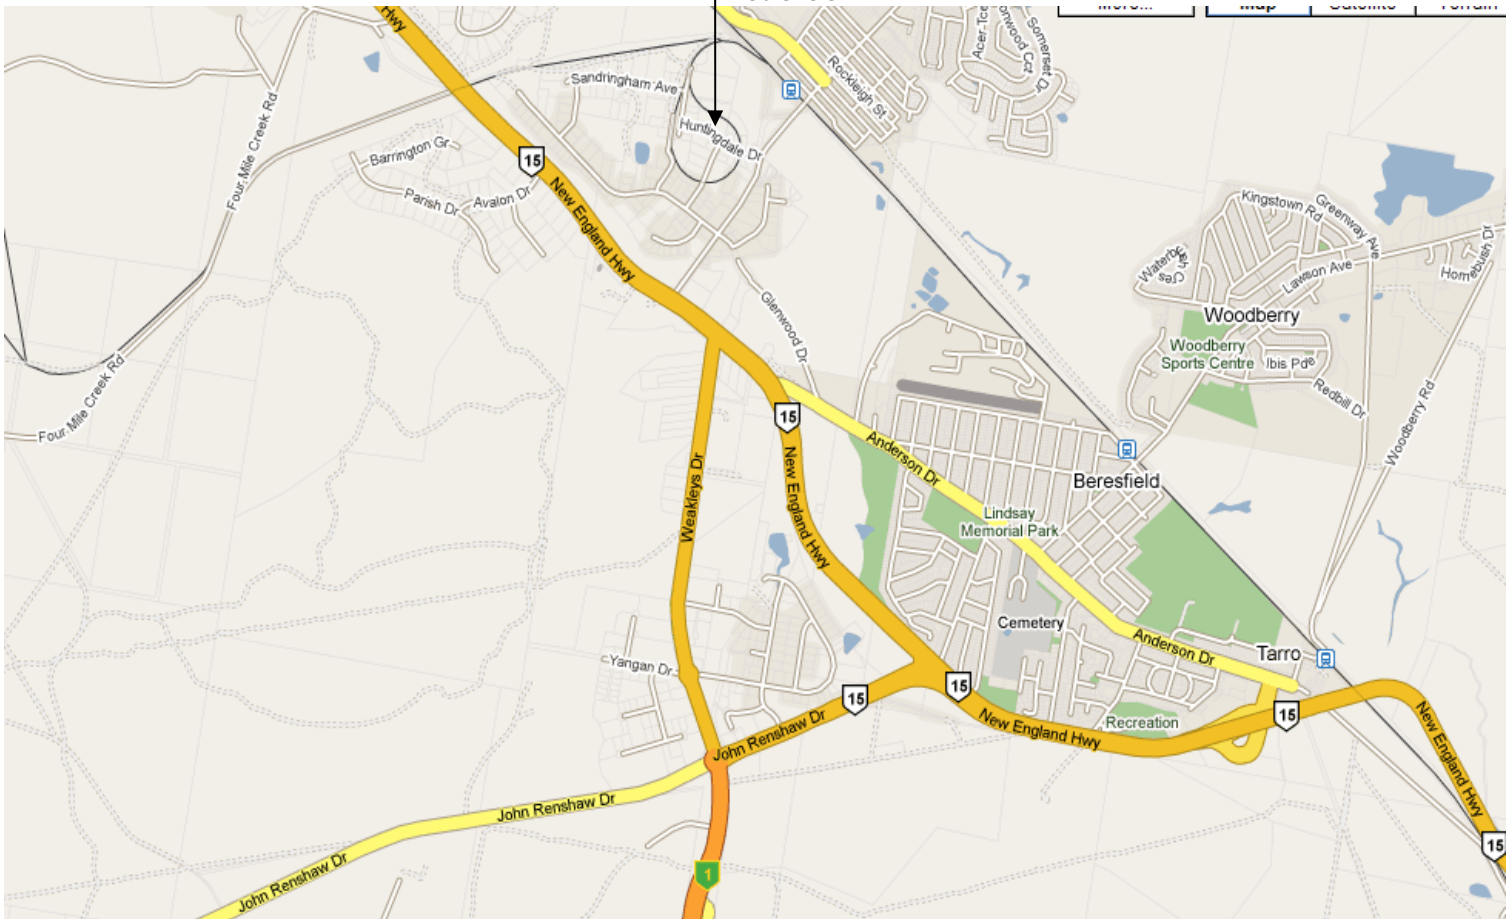 Map
Hwy
Sandringham Ave
Rockleigh St
Acer Tce
Somerset Dr
Huntingdale Dr
Four Mile Creek Rd
Barrington Gr
15
Parish Dr
Avalon Dr
New England Hwy
Kingstown Rd
Greenway Ave
Homebush Dr
Lawson Ave
Glenwood Dr
Woodberry
Woodberry
Sports Centre
Ibis Pde
Redbill Dr
Four Mile Creek Rd
Woodberry Rd
15
Anderson Dr
Weakleys Dr
New England Hwy
Beresfield
Lindsay
Memorial Park
Cemetery
Anderson Dr
Tarro
Yangan Dr
15
15
15
New England Hwy
Recreation
New England Hwy
John Renshaw Dr
John Renshaw Dr
15
John Renshaw Dr
1